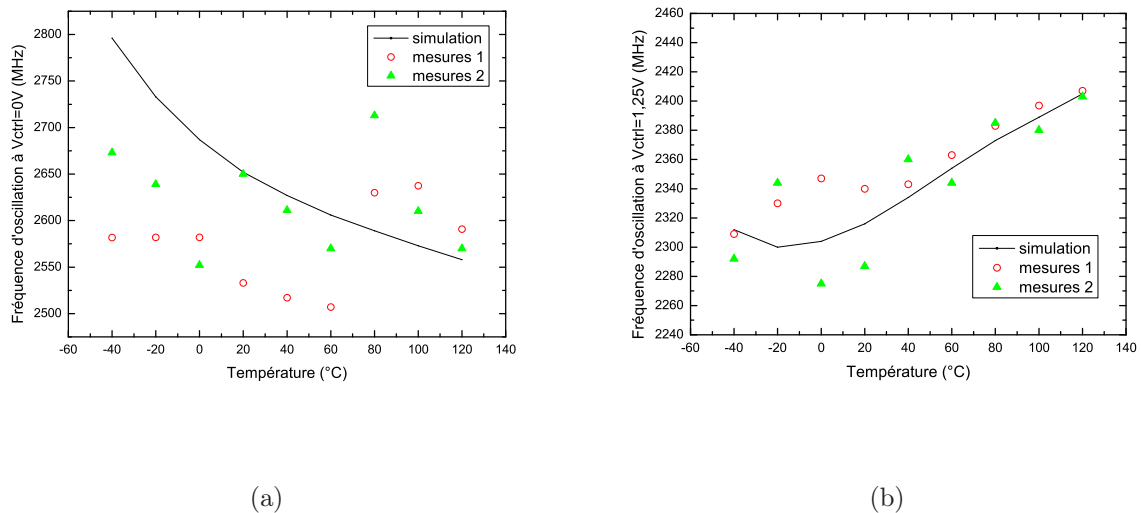 Fréquence d'oscillation à Vctrl=0V (MHz)
2800
2750
2700
2650
2600
2550
2500
-60 -40 -20 0 20 40 60 80 100 120 140
Température (°C)
simulation
mesures 1
mesures 2
(a)
Fréquence d'oscillation à Vctrl=1,25V (MHz)
2460
2440
2420
2400
2380
2360
2340
2320
2300
2280
2260
2240
-60 -40 -20 0 20 40 60 80 100 120 140
Température (°C)
simulation
mesures 1
mesures 2
(b)